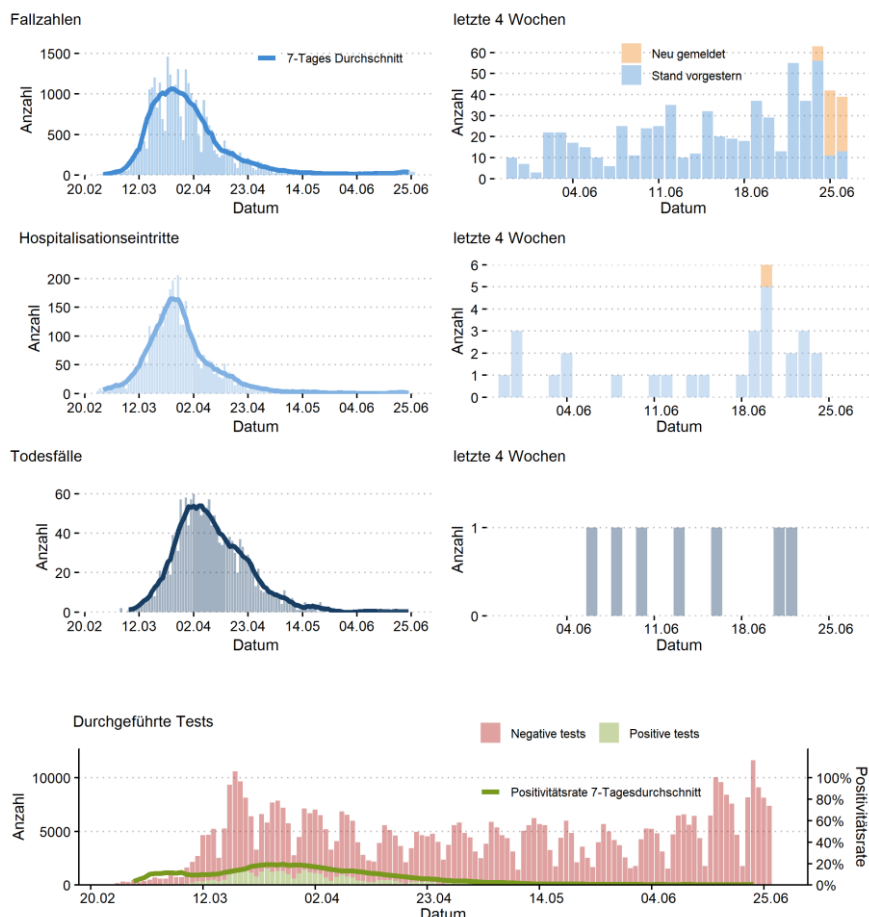 Fallzahlen
1500
1000
500
0
Anzahl
7-Tages Durchschnitt
20.02 12.03 02.04 23.04 14.05 04.06 25.06
Datum
letzte 4 Wochen
60
50
40
30
20
10
0
Anzahl
Neu gemeldet
Stand vorgestern
04.06 11.06 18.06 25.06
Datum
Hospitalisationseintritte
200
150
100
50
0
Anzahl
20.02 12.03 02.04 23.04 14.05 04.06 25.06
Datum
letzte 4 Wochen
6
5
4
3
2
1
0
Anzahl
04.06 11.06 18.06 25.06
Datum
Todesfälle
60
40
20
0
Anzahl
20.02 12.03 02.04 23.04 14.05 04.06 25.06
Datum
letzte 4 Wochen
1
0
Anzahl
04.06 11.06 18.06 25.06
Datum
Durchgeführte Tests
Negative tests
Positive tests
Positivitätsrate 7-Tagesdurchschnitt
10000
5000
0
Anzahl
100%
80%
60%
40%
20%
0%
Positivitätsrate
20.02 12.03 02.04 23.04 14.05 04.06 25.06
Datum